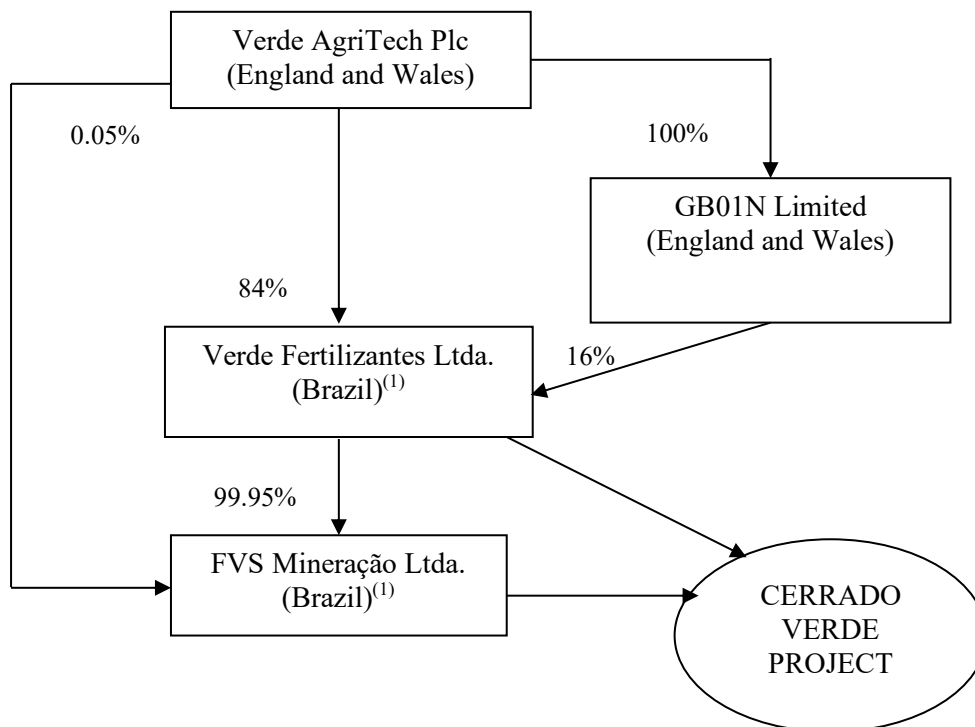 Verde AgriTech Plc
(England and Wales)
0.05%
100%
GB01N Limited
(England and Wales)
84%
Verde Fertilizantes Ltda.
(Brazil)(1)
16%
99.95%
FVS Mineração Ltda.
(Brazil)(1)
CERRADO
VERDE
PROJECT